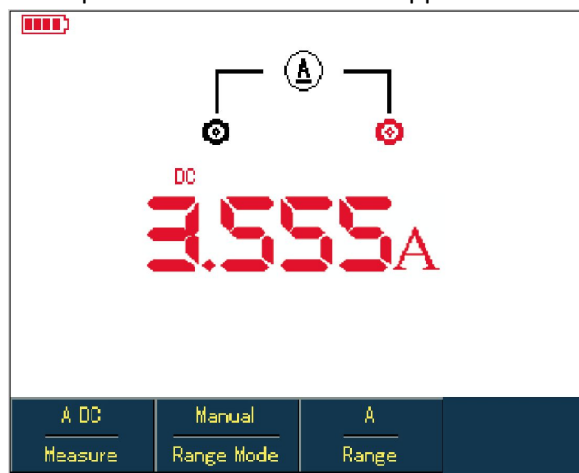 A
DC
3.555A
A DC Manual A
Measure Range Mode Range